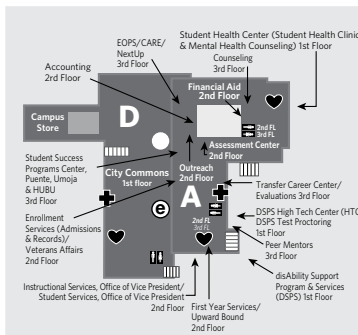 Student Health Center (Student Health Clinic
& Mental Health Counseling) 1st floor
EOPS/CARE/
NextUp
3rd Floor
Counseling
3rd Floor
Accounting
2rd Floor
Financial Aid
2nd Floor
Campus
Store
D
2nd FL
3rd FL
Assessment Center
2nd Floor
Student Success
Programs Center,
Puente, Umoja
& HUBU
3rd Floor
City Commons
1st floor
Outreach
2nd Floor
Transfer Career Center/
Evaluations 3rd Floor
A
e
Enrollment
Services (Admissions
& Records)/
Veterans Affairs
2nd Floor
2nd FL
3rd FL
DSPS High Tech Center (HTC
DSPS Test Proctoring
1st Floor
Peer Mentors
3rd Floor
disAbility Support
Program & Services
(DSPS) 1st Floor
Instructional Services, Office of Vice President/
Student Services, Office of Vice President
2nd Floor
First Year Services/
Upward Bound
2nd Floor